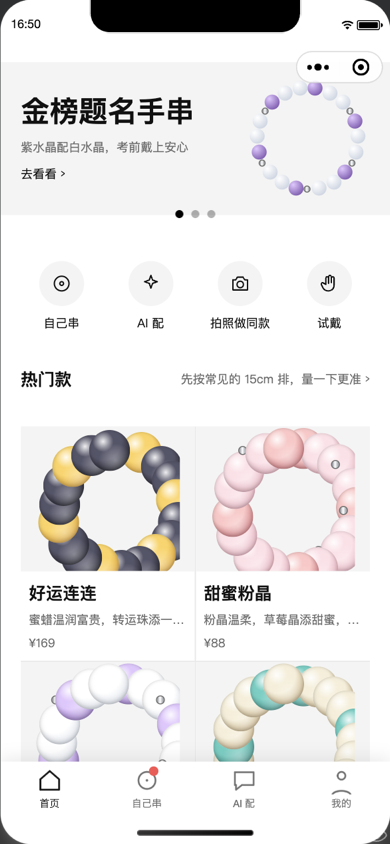 16:50
金榜题名手串
紫水晶配白水晶，考前戴上安心
去看看 >
自己串
AI 配
拍照做同款
试戴
热门款
先按常见的 15cm 排，量一下更准 >
好运连连
蜜蜡温润富贵，转运珠添一...
¥169
甜蜜粉晶
粉晶温柔，草莓晶添甜蜜，...
¥88
首页
自己串
AI 配
我的